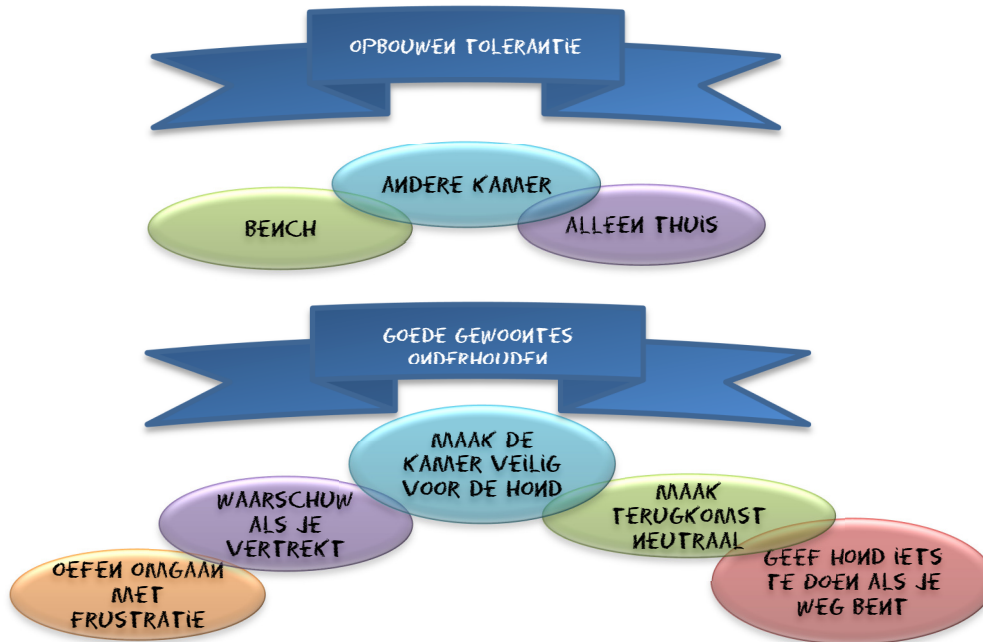 OPBOUWEN TOLERANTIE
ANDERE KAMER
BENCH
ALLEEN THUIS
GOEDE GEWOONTES
ONDERHOUDEN
MAAK DE
KAMER VEILIG
VOOR DE HOND
WAARSCHUW
ALS JE
VERTREKT
MAAK
TERUGKOMST
NEUTRAAL
OEFEN OMGAAN
MET
FRUSTRATIE
GEEF HOND IETS
TE DOEN ALS JE
WEG BENT